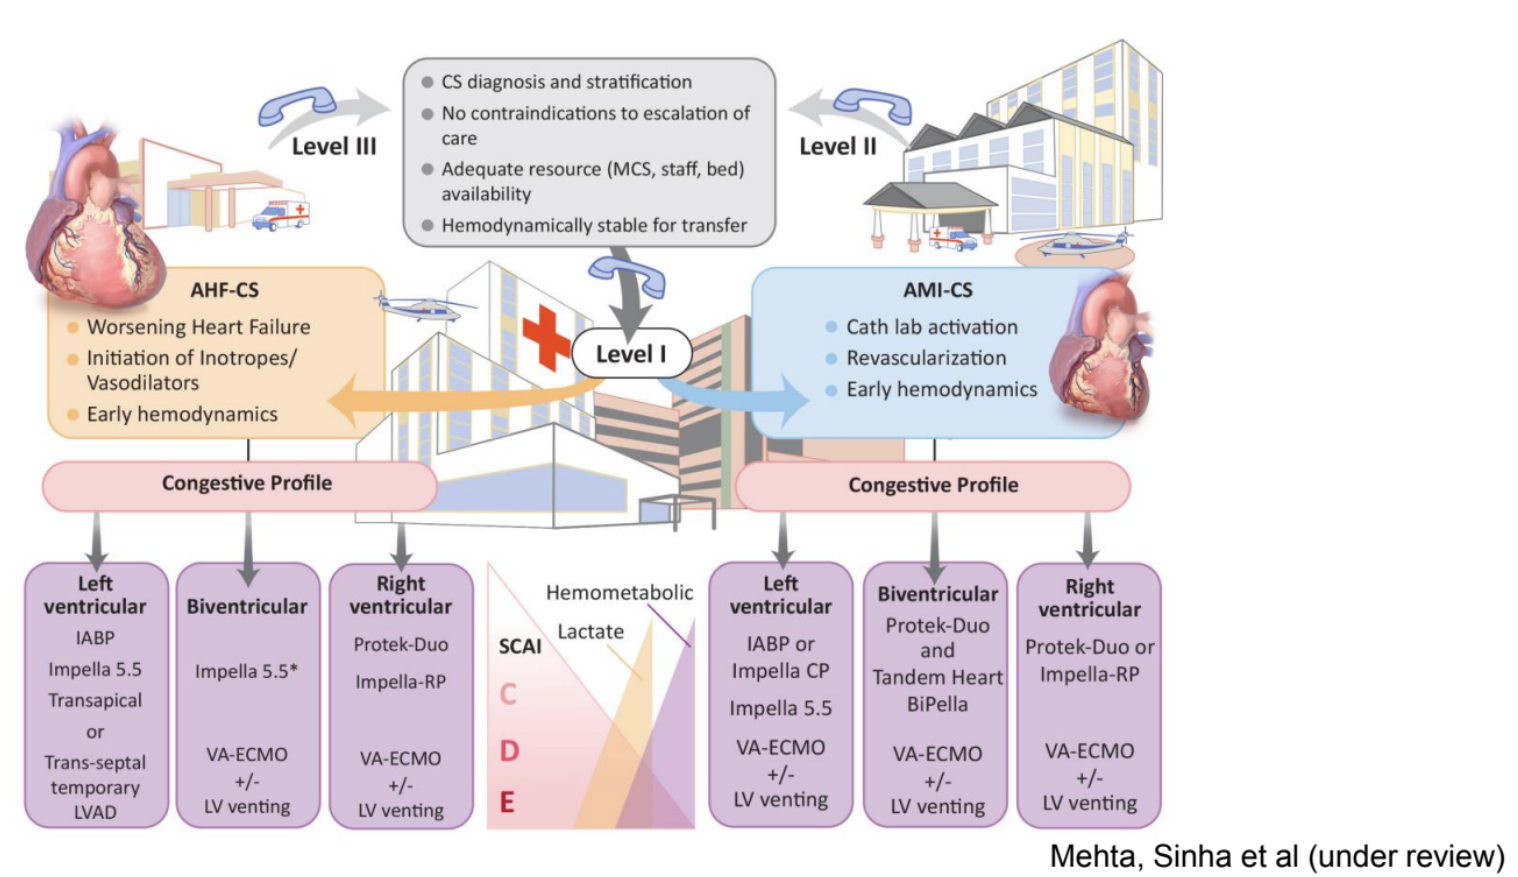 ● CS diagnosis and stratification
● No contraindications to escalation of
care
● Adequate resource (MCS, staff, bed)
availability
● Hemodynamically stable for transfer
Level III
Level II
Level I
AHF-CS
● Worsening Heart Failure
● Initiation of Inotropes/
Vasodilators
● Early hemodynamics
AMI-CS
● Cath lab activation
● Revascularization
● Early hemodynamics
Congestive Profile
Congestive Profile
Left
ventricular
IABP
Impella 5.5
Transapical
or
Trans-septal
temporary
LVAD
Biventricular
Impella 5.5*
VA-ECMO
+/-
LV venting
Right
ventricular
Protek-Duo
Impella-RP
VA-ECMO
+/-
LV venting
Hemometabolic
Lactate
SCAI
C
D
E
Left
ventricular
IABP or
Impella CP
Impella 5.5
VA-ECMO
+/-
LV venting
Biventricular
Protek-Duo
and
Tandem Heart
BiPella
VA-ECMO
+/-
LV venting
Right
ventricular
Protek-Duo or
Impella-RP
VA-ECMO
+/-
LV venting
Mehta, Sinha et al (under review)